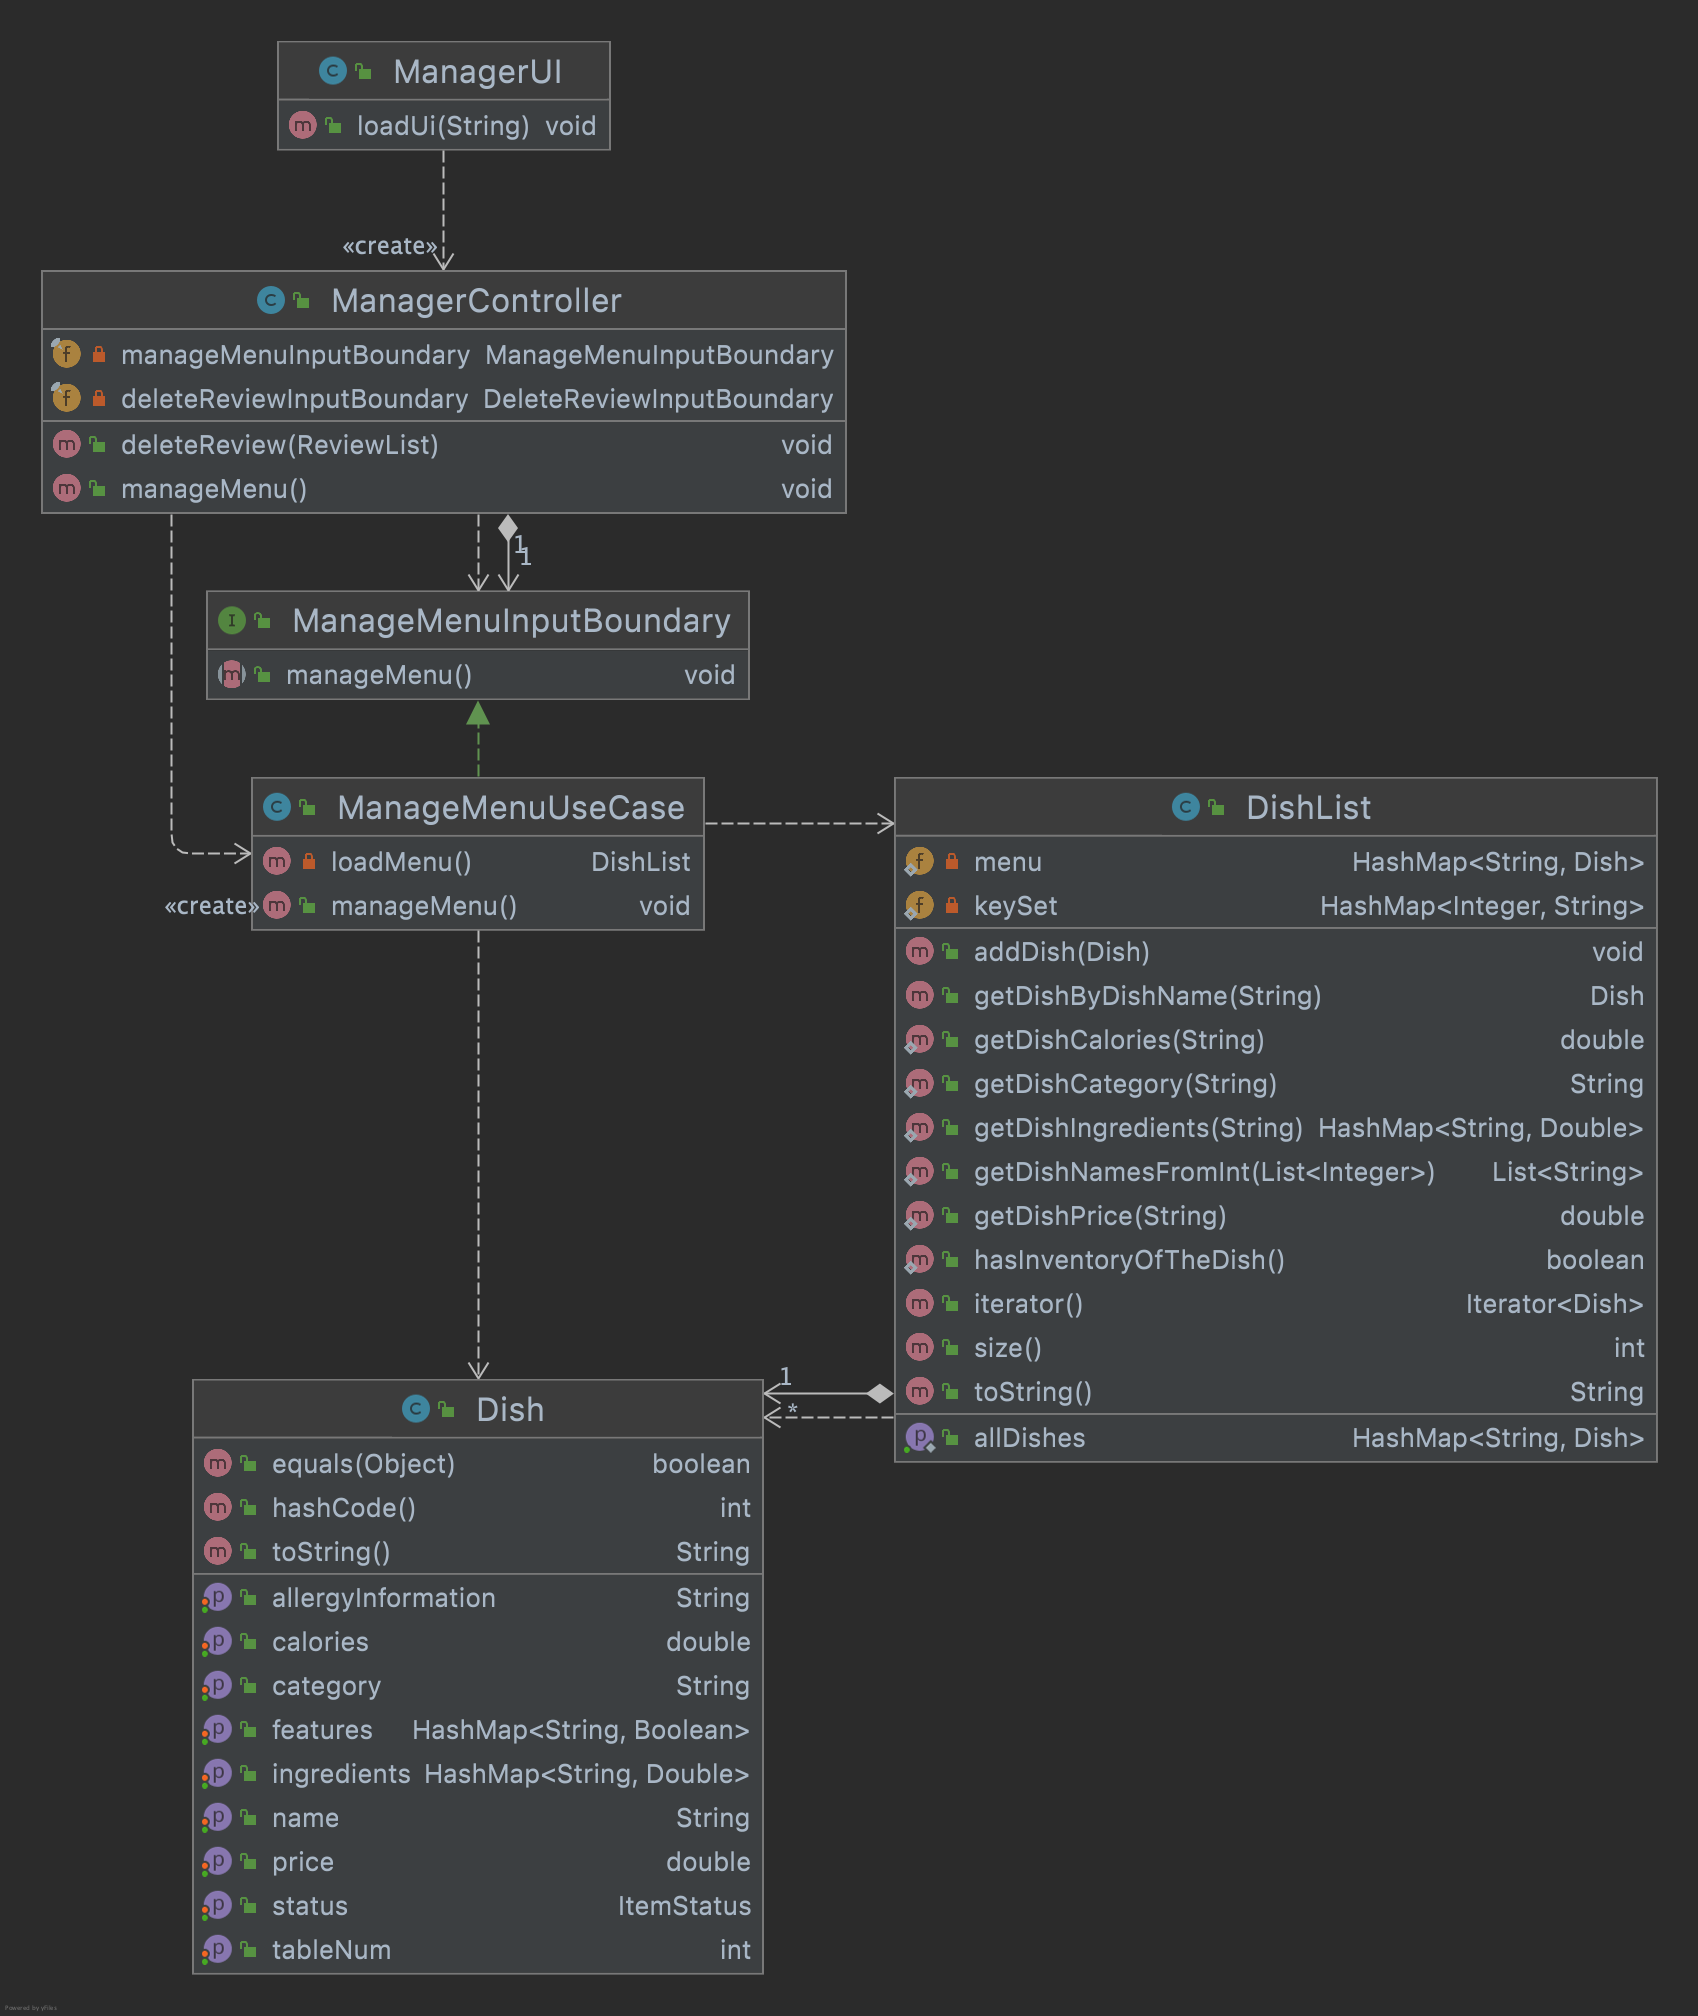 ManagerUI
loadUi(String) void
«create»
ManagerController
manageMenuInputBoundary ManageMenuInputBoundary
deleteReviewInputBoundary DeleteReviewInputBoundary
deleteReview(ReviewList) void
manageMenu() void
1
1
ManageMenuInputBoundary
manageMenu() void
ManageMenuUseCase
loadMenu() DishList
«create»
manageMenu() void
DishList
menu HashMap<String, Dish>
keySet HashMap<Integer, String>
addDish(Dish) void
getDishByDishName(String) Dish
getDishCalories(String) double
getDishCategory(String) String
getDishIngredients(String) HashMap<String, Double>
getDishNamesFromInt(List<Integer>) List<String>
getDishPrice(String) double
hasInventoryOfTheDish() boolean
iterator() Iterator<Dish>
size() int
toString() String
allDishes HashMap<String, Dish>
1
*
Dish
equals(Object) boolean
hashCode() int
toString() String
allergyInformation String
calories double
category String
features HashMap<String, Boolean>
ingredients HashMap<String, Double>
name String
price double
status ItemStatus
tableNum int
Powered by yFiles